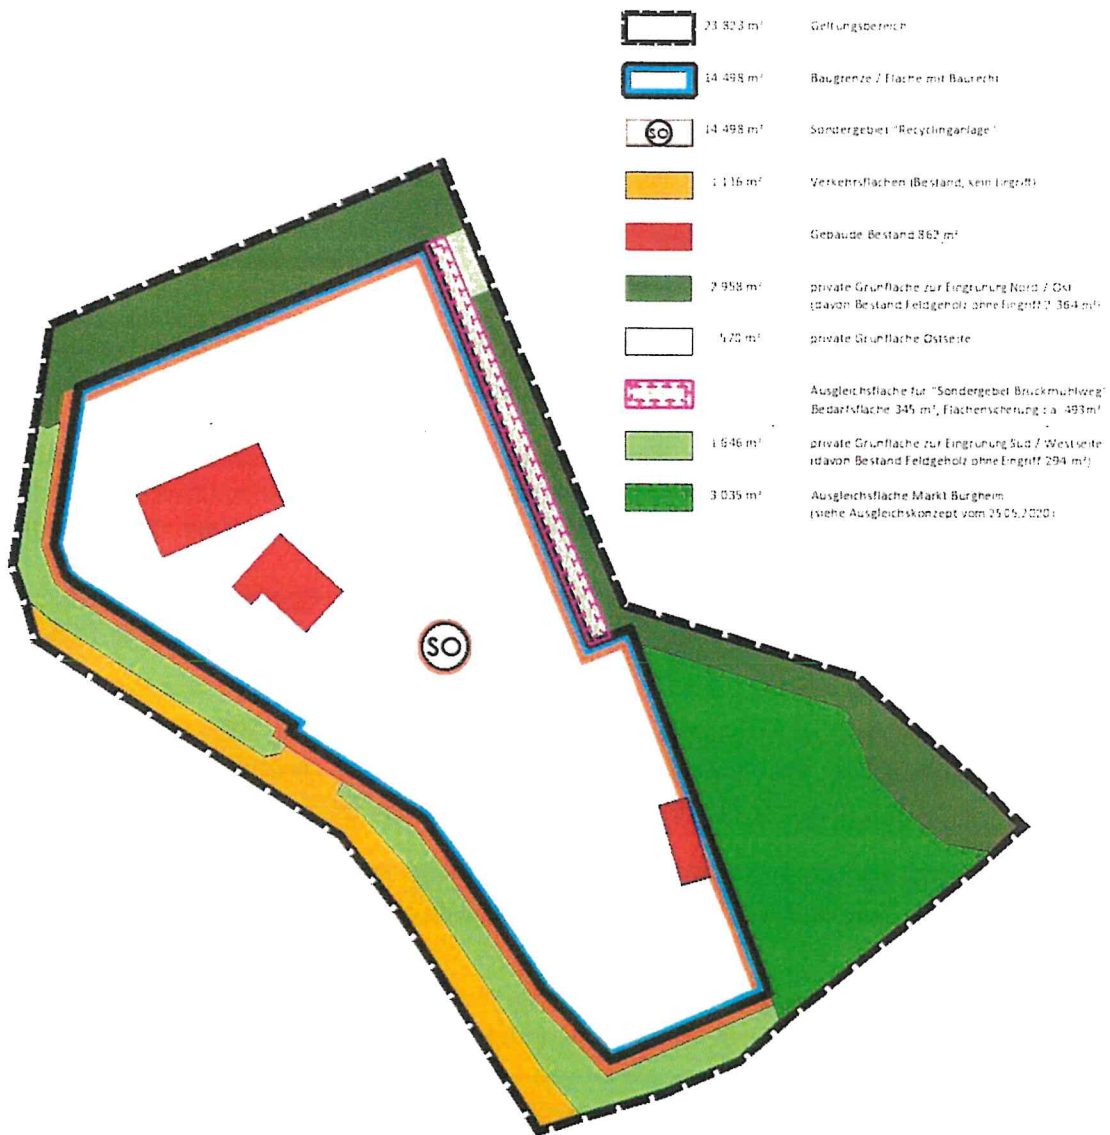 23 823 m² Geltungsbereich
14 498 m² Baugrenze / Fläche mit Baurecht
SO 14 498 m² Sondergebiet "Recyclinganlage"
1 116 m² Verkehrsflächen (Bestand, kein Eingriff)
Gebäude Bestand 862 m²
2 958 m² private Grünfläche zur Eingrünung Nord / Ost
(davon Bestand Feldgehölz ohne Eingriff 2 364 m²)
570 m² private Grünfläche Ostseite
Ausgleichsfläche für "Sondergebiet Bruckmühlweg"
Bedarfsfläche 345 m², Flächensicherung ca. 493m²
1 646 m² private Grünfläche zur Eingrünung Süd / Westseite
(davon Bestand Feldgehölz ohne Eingriff 294 m²)
3 035 m² Ausgleichsfläche Markt Burgheim
(siehe Ausgleichskonzept vom 25.05.2020)
SO